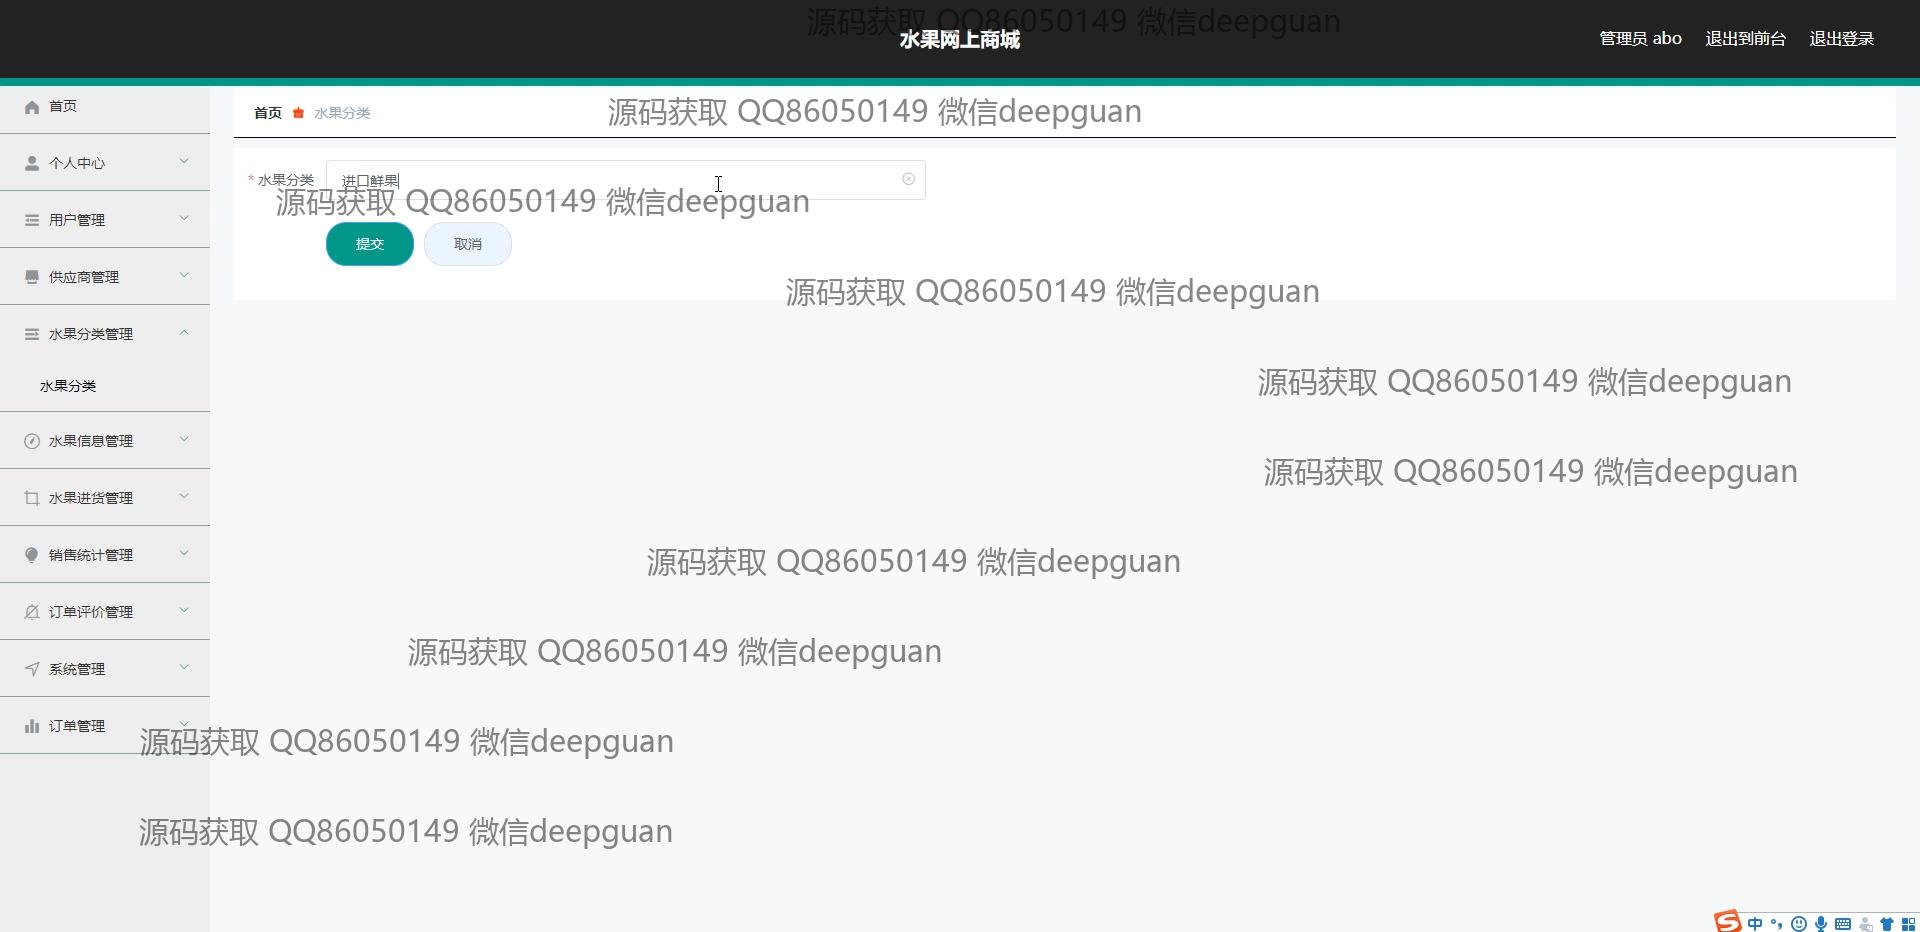 源码获取 QQ86050149 微信deepguan
水果网上商城
管理员 abo 退出到前台 退出登录
首页
首页 水果分类
源码获取 QQ86050149 微信deepguan
个人中心
* 水果分类 进口鲜果
源码获取 QQ86050149 微信deepguan
用户管理
提交 取消
供应商管理
源码获取 QQ86050149 微信deepguan
水果分类管理
水果分类
源码获取 QQ86050149 微信deepguan
水果信息管理
源码获取 QQ86050149 微信deepguan
水果进货管理
销售统计管理
源码获取 QQ86050149 微信deepguan
订单评价管理
源码获取 QQ86050149 微信deepguan
系统管理
订单管理
源码获取 QQ86050149 微信deepguan
源码获取 QQ86050149 微信deepguan
S 中